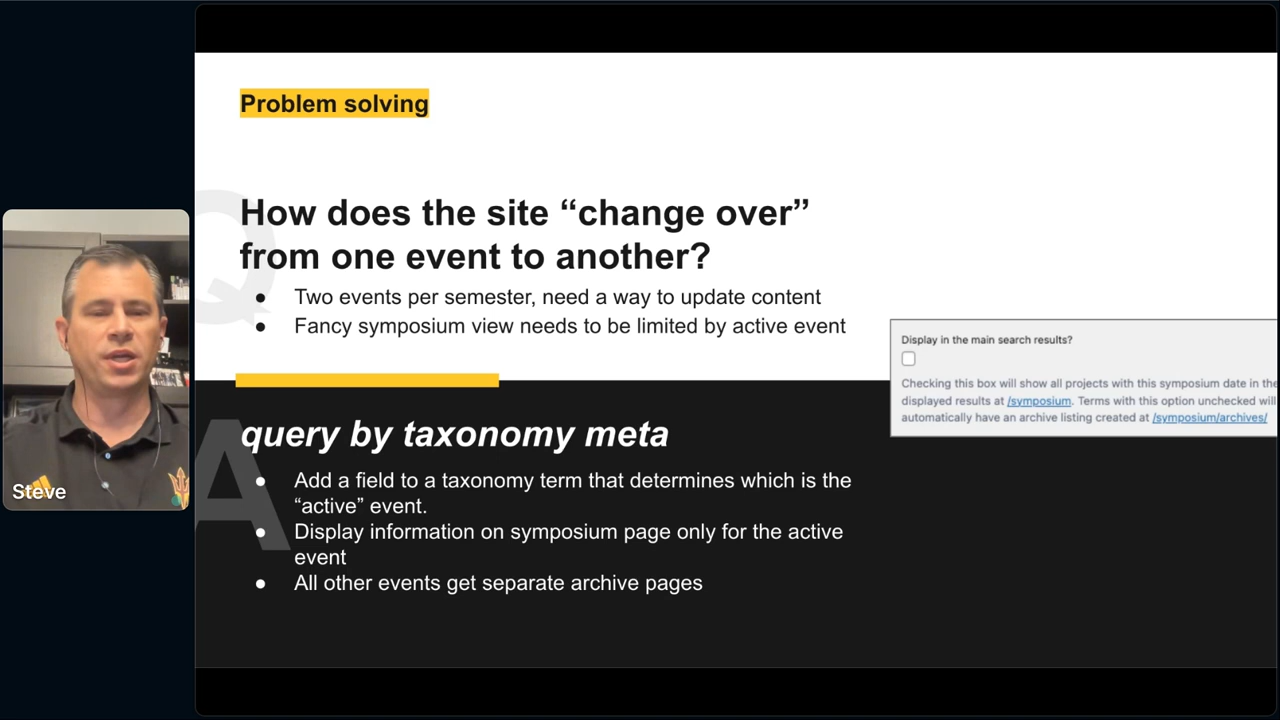 Problem solving
Q
How does the site “change over”
from one event to another?
● Two events per semester, need a way to update content
● Fancy symposium view needs to be limited by active event
Display in the main search results?
Checking this box will show all projects with this symposium date in the
displayed results at /symposium. Terms with this option unchecked will
automatically have an archive listing created at /symposium/archives/
A
query by taxonomy meta
● Add a field to a taxonomy term that determines which is the
“active” event.
● Display information on symposium page only for the active
event
● All other events get separate archive pages
Steve